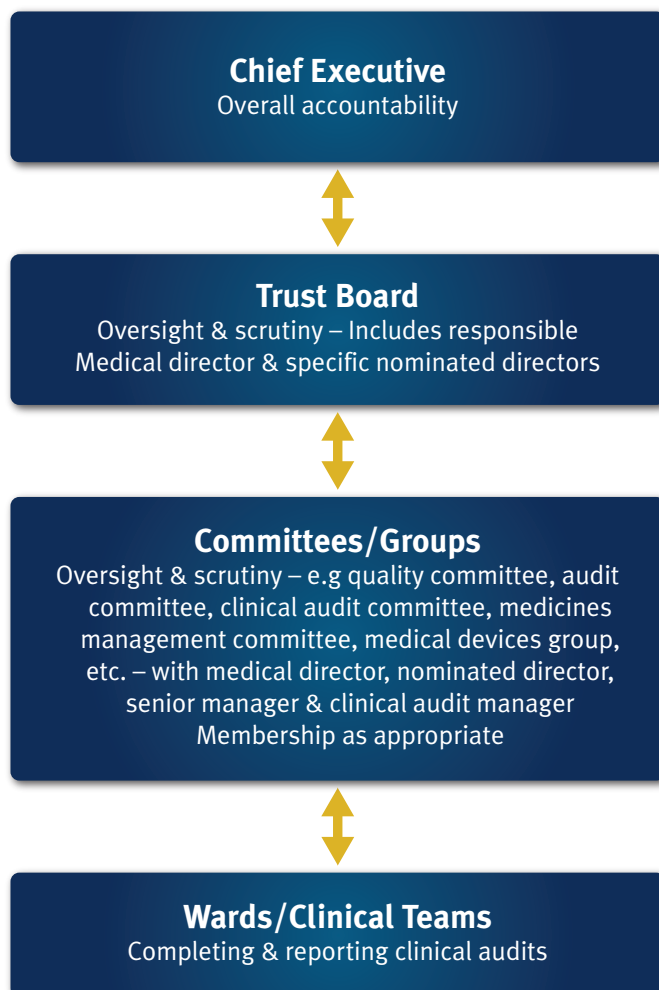 Chief Executive
Overall accountability
Trust Board
Oversight & scrutiny – Includes responsible
Medical director & specific nominated directors
Committees/Groups
Oversight & scrutiny – e.g quality committee, audit
committee, clinical audit committee, medicines
management committee, medical devices group,
etc. – with medical director, nominated director,
senior manager & clinical audit manager
Membership as appropriate
Wards/Clinical Teams
Completing & reporting clinical audits